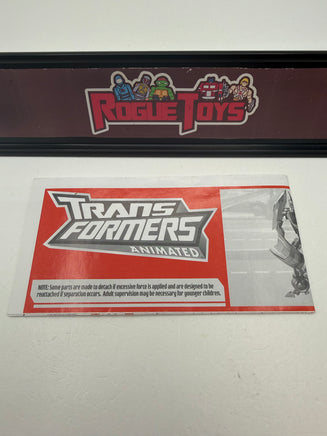 ROGUE TOYS
TRANS
FORMERS
ANIMATED
NOTE: Some parts are made to detach if excessive force is applied and are designed to be
reattached if separation occurs. Adult supervision may be necessary for younger children.